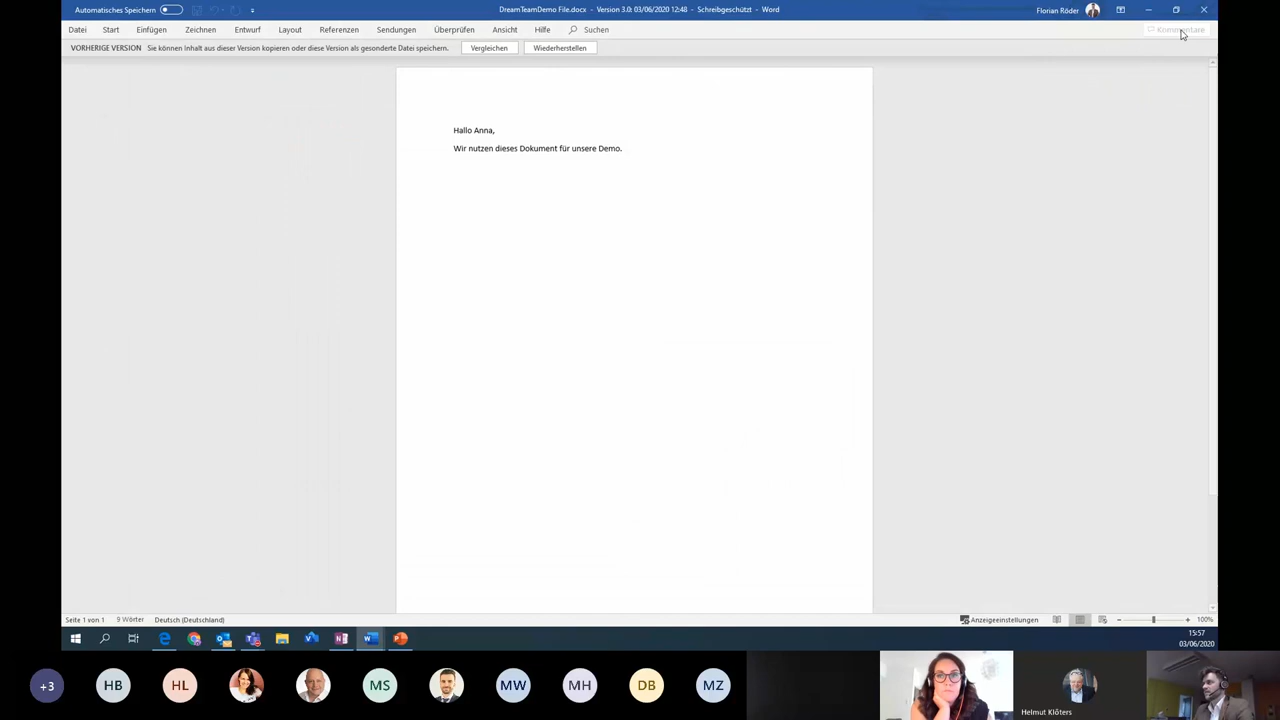 Automatisches Speichern
DreamTeamDemo File.docx - Version 3.0: 03/06/2020 12:48 - Schreibgeschützt - Word
Florian Röder
Datei Start Einfügen Zeichnen Entwurf Layout Referenzen Sendungen Überprüfen Ansicht Hilfe Suchen
Kommentare
VORHERIGE VERSION Sie können Inhalt aus dieser Version kopieren oder diese Version als gesonderte Datei speichern. Vergleichen Wiederherstellen
Hallo Anna,
Wir nutzen dieses Dokument für unsere Demo.
Seite 1 von 1 9 Wörter Deutsch (Deutschland)
Anzeigeeinstellungen
100%
15:57
03/06/2020
+3 HB HL MS MW MH DB MZ
Helmut Klöters